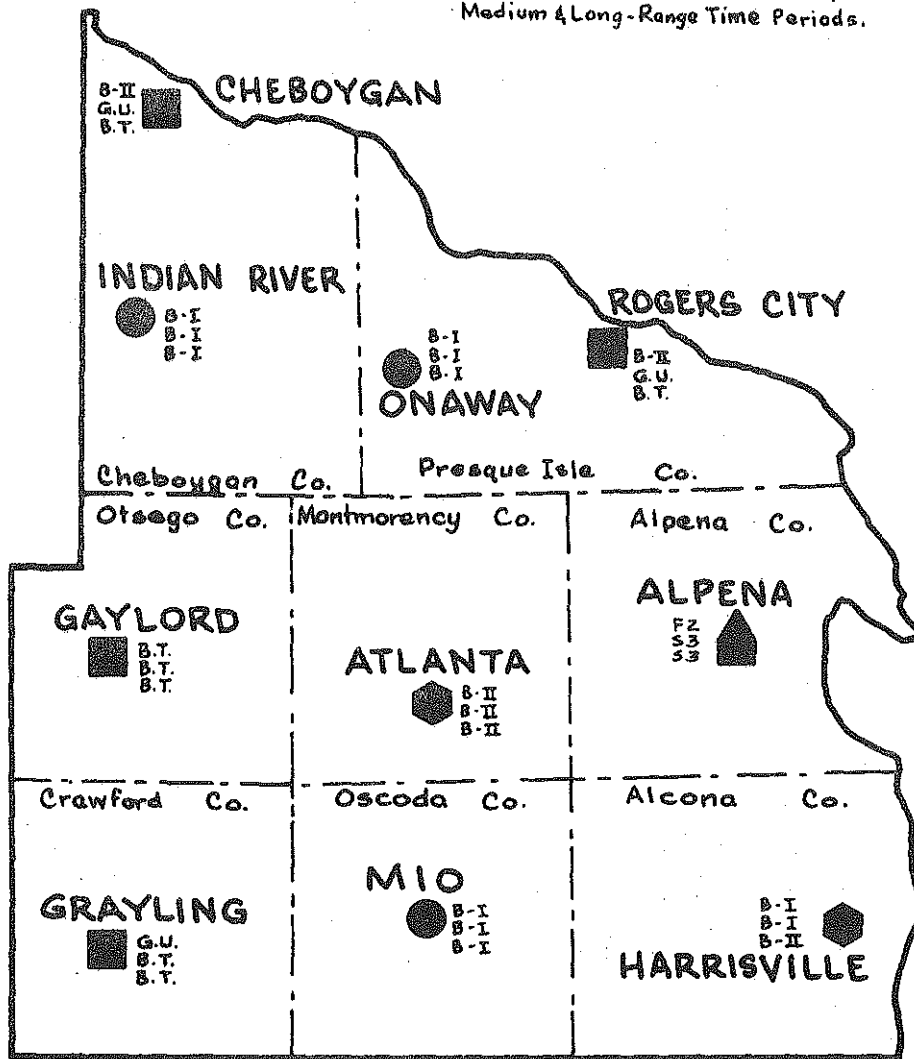 Medium & Long-Range Time Periods.
CHEBOYGAN
B-II
G.U.
B.T.
INDIAN RIVER
B-I
B-I
B-I
ROGERS CITY
B-II
G.U.
B.T.
B-I
B-I
B-I
ONAWAY
Cheboygan Co.
Presque Isle Co.
Otsego Co.
Montmorancy Co.
Alpena Co.
GAYLORD
B.T.
B.T.
B.T.
ATLANTA
B-II
B-II
B-II
ALPENA
F2
S3
S3
Crawford Co.
Oscoda Co.
Alcona Co.
GRAYLING
G.U.
B.T.
B.T.
MIO
B-I
B-I
B-I
B-I
B-I
B-II
HARRISVILLE